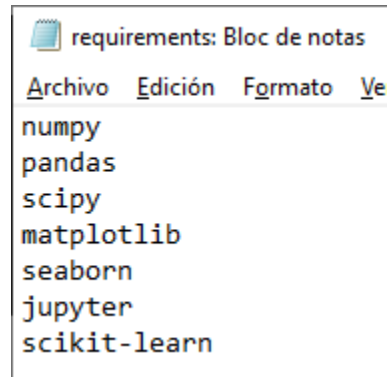 requirements: Bloc de notas
Archivo Edición Formato
numpy
pandas
scipy
matplotlib
seaborn
jupyter
scikit-learn